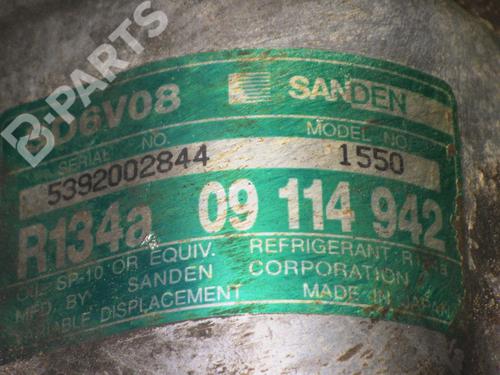 B-PARTS
SD6V08 SANDEN
SERIAL NO. MODEL NO.
5392002844 1550
R134a 09 114 942
OIL SP-10 OR EQUIV. REFRIGERANT R134a
MFD. BY SANDEN CORPORATION
VARIABLE DISPLACEMENT MADE IN JAPAN